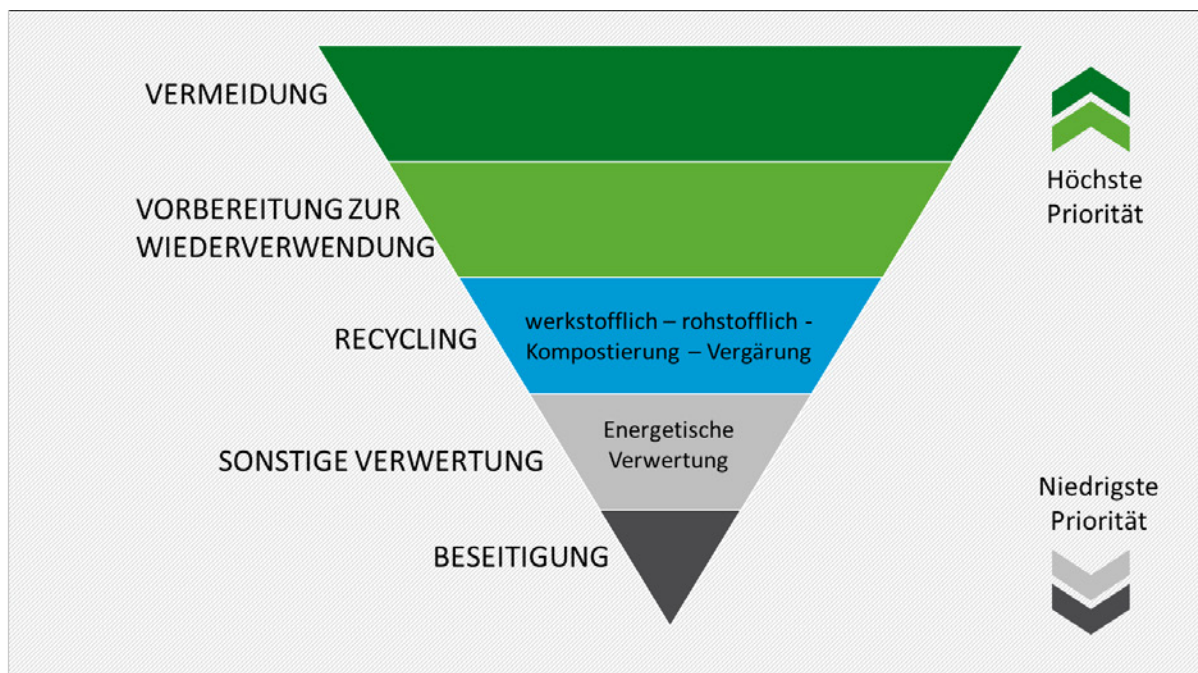 VERMEIDUNG
VORBEREITUNG ZUR
WIEDERVERWENDUNG
RECYCLING
werkstofflich – rohstofflich -
Kompostierung – Vergärung
SONSTIGE VERWERTUNG
Energetische
Verwertung
BESEITIGUNG
Höchste
Priorität
Niedrigste
Priorität